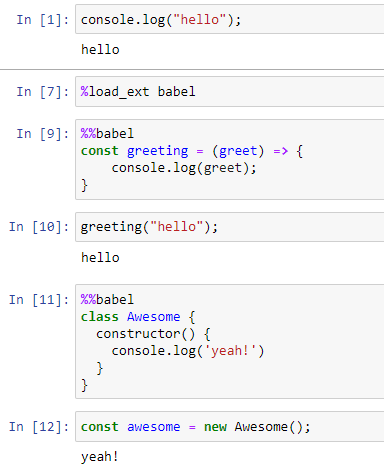 In [1]: console.log("hello");
hello
In [7]: %load_ext babel
In [9]: %%babel
const greeting = (greet) => {
    console.log(greet);
}
In [10]: greeting("hello");
hello
In [11]: %%babel
class Awesome {
  constructor() {
    console.log('yeah!')
  }
}
In [12]: const awesome = new Awesome();
yeah!